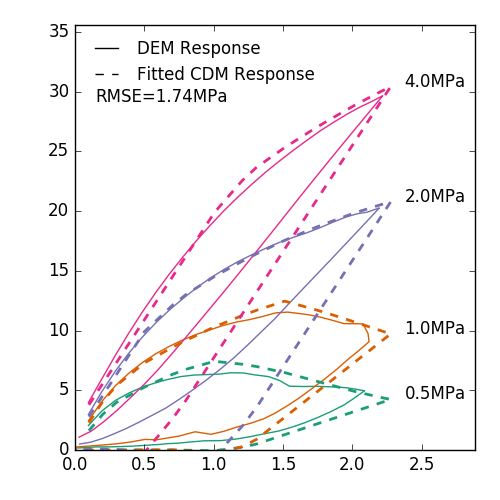 35
DEM Response
Fitted CDM Response
RMSE=1.74MPa
4.0MPa
30
25
2.0MPa
20
15
1.0MPa
10
0.5MPa
5
0
0.0 0.5 1.0 1.5 2.0 2.5